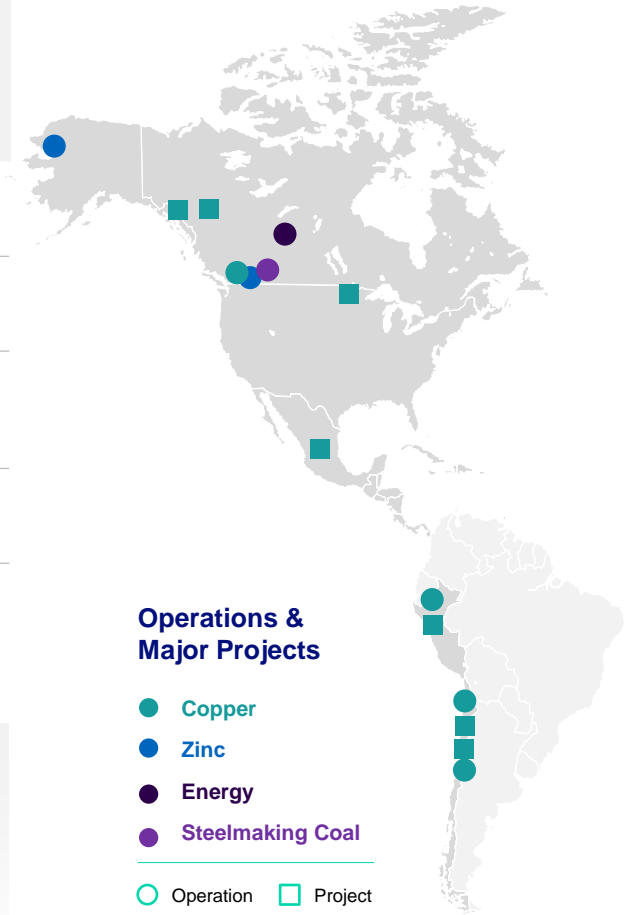 Operations &
Major Projects
Copper
Zinc
Energy
Steelmaking Coal
Operation Project